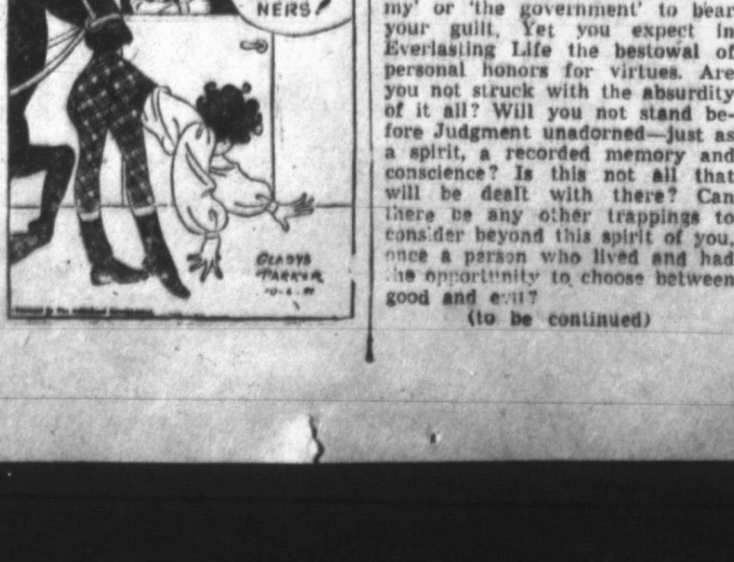 NERS!
GLADYS
PARKER
my' or 'the government' to bear
your guilt. Yet you expect in
Everlasting Life the bestowal of
personal honors for virtues. Are
you not struck with the absurdity
of it all? Will you not stand be-
fore Judgment unadorned—just as
a spirit, a recorded memory and
conscience? Is this not all that
will be dealt with there? Can
there be any other trappings to
consider beyond this spirit of you,
once a person who lived and had
the opportunity to choose between
good and evil?
(to be continued)